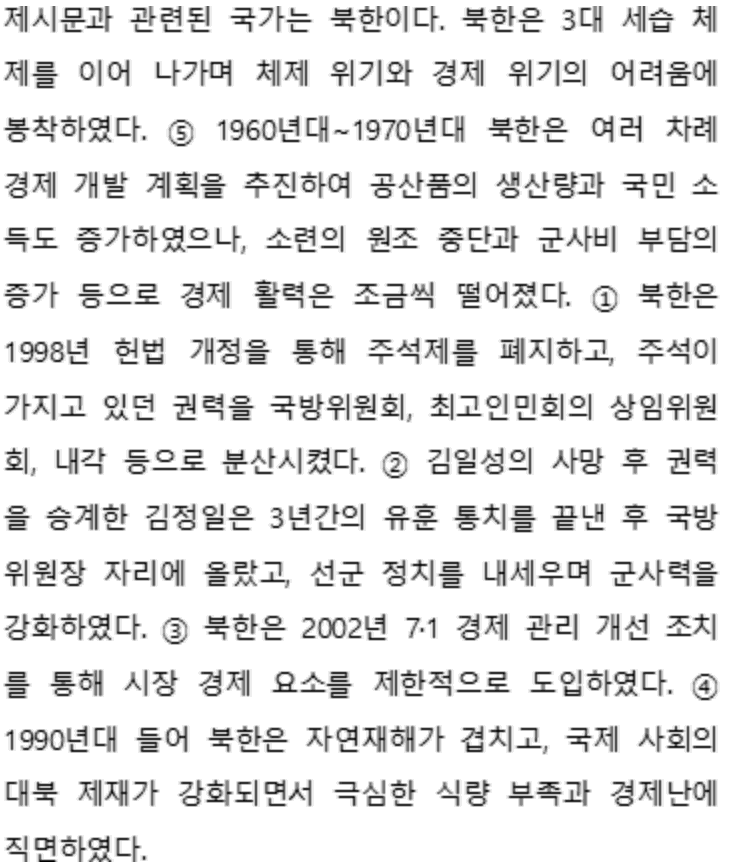 제시문과 관련된 국가는 북한이다. 북한은 3대 세습 체
제를 이어 나가며 체제 위기와 경제 위기의 어려움에
봉착하였다. ⑤ 1960년대~1970년대 북한은 여러 차례
경제 개발 계획을 추진하여 공산품의 생산량과 국민 소
득도 증가하였으나, 소련의 원조 중단과 군사비 부담의
증가 등으로 경제 활력은 조금씩 떨어졌다. ① 북한은
1998년 헌법 개정을 통해 주석제를 폐지하고, 주석이
가지고 있던 권력을 국방위원회, 최고인민회의 상임위원
회, 내각 등으로 분산시켰다. ② 김일성의 사망 후 권력
을 승계한 김정일은 3년간의 유훈 통치를 끝낸 후 국방
위원장 자리에 올랐고, 선군 정치를 내세우며 군사력을
강화하였다. ③ 북한은 2002년 7·1 경제 관리 개선 조치
를 통해 시장 경제 요소를 제한적으로 도입하였다. ④
1990년대 들어 북한은 자연재해가 겹치고, 국제 사회의
대북 제재가 강화되면서 극심한 식량 부족과 경제난에
직면하였다.